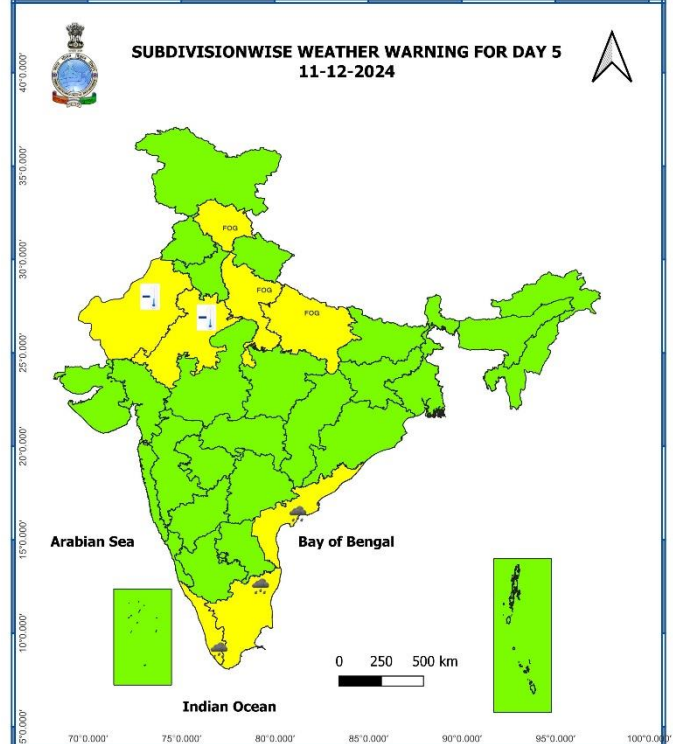 SUBDIVISIONWISE WEATHER WARNING FOR DAY 5
11-12-2024
40°0.000'
35°0.000'
FOG
30°0.000'
FOG
FOG
25°0.000'
20°0.000'
Arabian Sea
Bay of Bengal
15°0.000'
10°0.000'
0 250 500 km
Indian Ocean
5°0.000'
70°0.000' 75°0.000' 80°0.000' 85°0.000' 90°0.000' 95°0.000' 100°0.000'